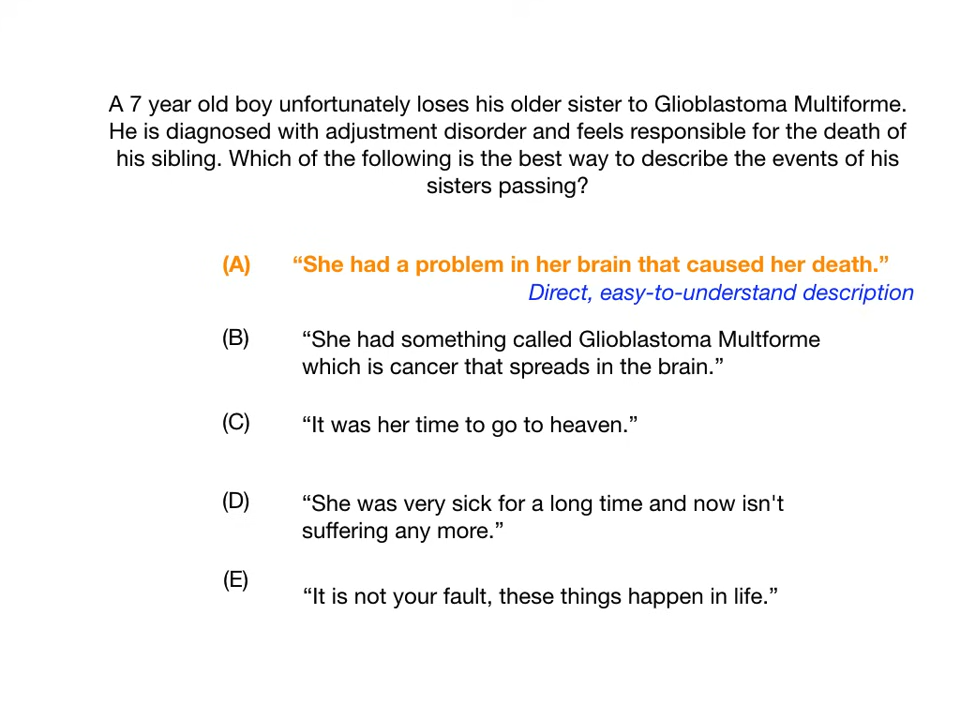 A 7 year old boy unfortunately loses his older sister to Glioblastoma Multiforme.
He is diagnosed with adjustment disorder and feels responsible for the death of
his sibling. Which of the following is the best way to describe the events of his
sisters passing?
(A) “She had a problem in her brain that caused her death.”
Direct, easy-to-understand description
(B) “She had something called Glioblastoma Multforme
which is cancer that spreads in the brain.”
(C) “It was her time to go to heaven.”
(D) “She was very sick for a long time and now isn't
suffering any more.”
(E) “It is not your fault, these things happen in life.”